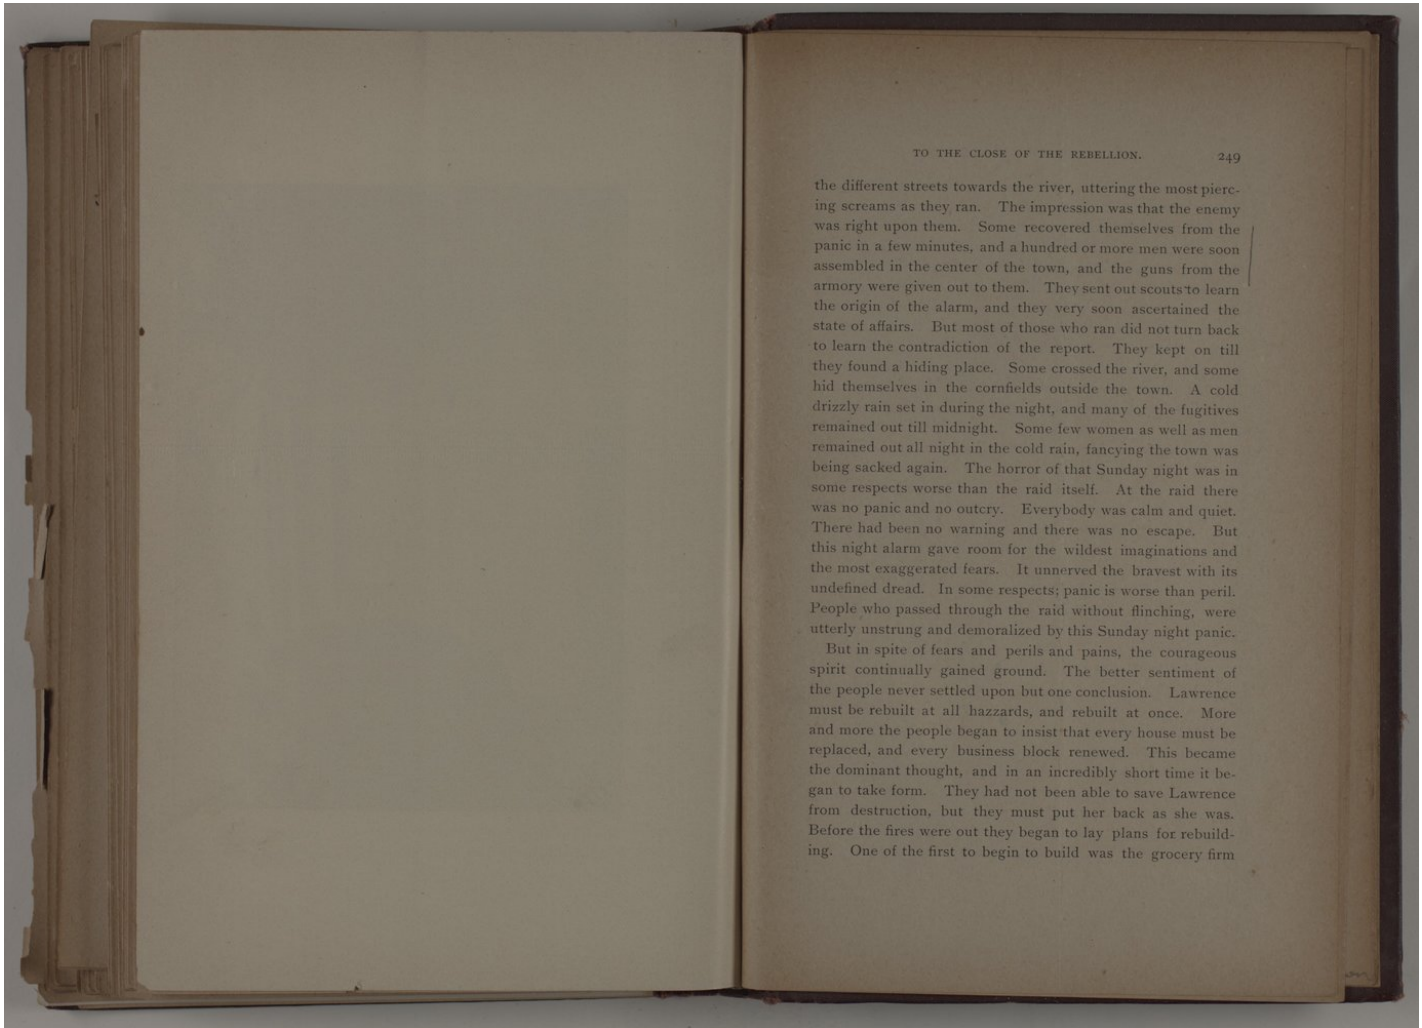 TO THE CLOSE OF THE REBELLION. 249
the different streets towards the river, uttering the most pierc-
ing screams as they ran. The impression was that the enemy
was right upon them. Some recovered themselves from the
panic in a few minutes, and a hundred or more men were soon
assembled in the center of the town, and the guns from the
armory were given out to them. They sent out scouts to learn
the origin of the alarm, and they very soon ascertained the
state of affairs. But most of those who ran did not turn back
to learn the contradiction of the report. They kept on till
they found a hiding place. Some crossed the river, and some
hid themselves in the cornfields outside the town. A cold
drizzly rain set in during the night, and many of the fugitives
remained out till midnight. Some few women as well as men
remained out all night in the cold rain, fancying the town was
being sacked again. The horror of that Sunday night was in
some respects worse than the raid itself. At the raid there
was no panic and no outcry. Everybody was calm and quiet.
There had been no warning and there was no escape. But
this night alarm gave room for the wildest imaginations and
the most exaggerated fears. It unnerved the bravest with its
undefined dread. In some respects; panic is worse than peril.
People who passed through the raid without flinching, were
utterly unstrung and demoralized by this Sunday night panic.
But in spite of fears and perils and pains, the courageous
spirit continually gained ground. The better sentiment of
the people never settled upon but one conclusion. Lawrence
must be rebuilt at all hazzards, and rebuilt at once. More
and more the people began to insist that every house must be
replaced, and every business block renewed. This became
the dominant thought, and in an incredibly short time it be-
gan to take form. They had not been able to save Lawrence
from destruction, but they must put her back as she was.
Before the fires were out they began to lay plans for rebuild-
ing. One of the first to begin to build was the grocery firm